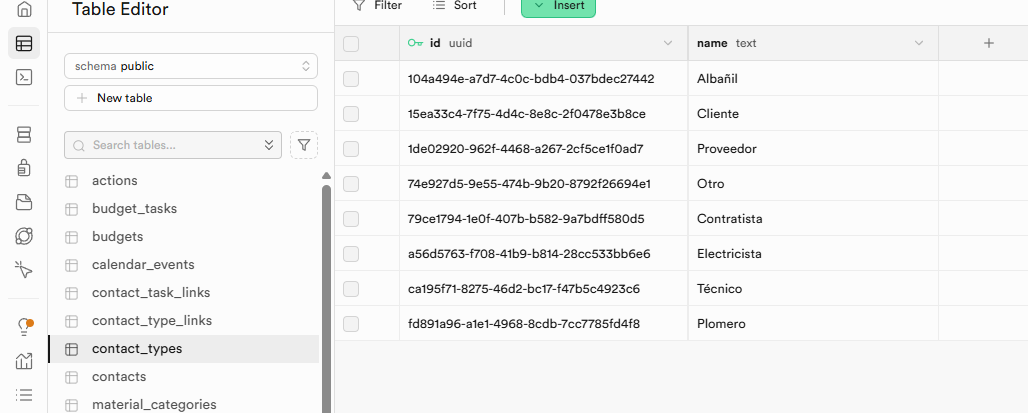 Table Editor
schema public
New table
Search tables...
actions
budget_tasks
budgets
calendar_events
contact_task_links
contact_type_links
contact_types
contacts
material_categories
Filter Sort Insert
id uuid name text
104a494e-a7d7-4c0c-bdb4-037bdec27442 Albañil
15ea33c4-7f75-4d4c-8e8c-2f0478e3b8ce Cliente
1de02920-962f-4468-a267-2cf5ce1f0ad7 Proveedor
74e927d5-9e55-474b-9b20-8792f26694e1 Otro
79ce1794-1e0f-407b-b582-9a7bdff580d5 Contratista
a56d5763-f708-41b9-b814-28cc533bb6e6 Electricista
ca195f71-8275-46d2-bc17-f47b5c4923c6 Técnico
fd891a96-a1e1-4968-8cdb-7cc7785fd4f8 Plomero